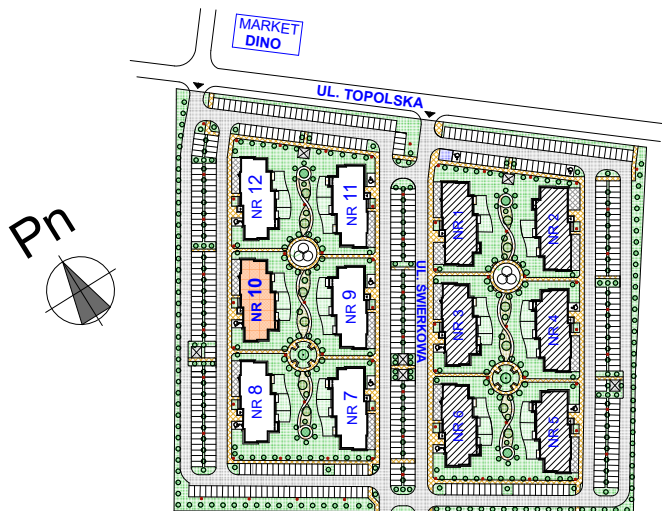 MARKET
DINO
UL. TOPOLSKA
Pn
NR 12
NR 11
NR 1
NR 2
NR 10
NR 9
UL. ŚWIERKOWA
NR 3
NR 4
NR 8
NR 7
NR 6
NR 5